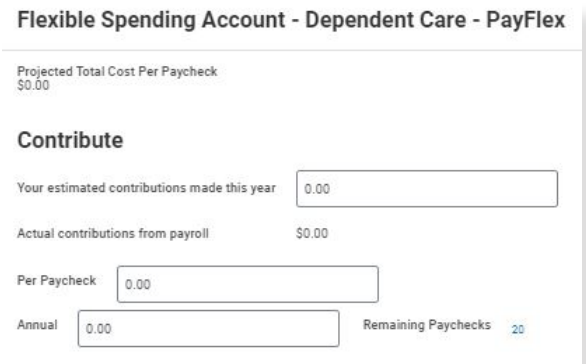 Flexible Spending Account - Dependent Care - PayFlex
Projected Total Cost Per Paycheck
$0.00
Contribute
Your estimated contributions made this year 0.00
Actual contributions from payroll $0.00
Per Paycheck 0.00
Annual 0.00 Remaining Paychecks 20